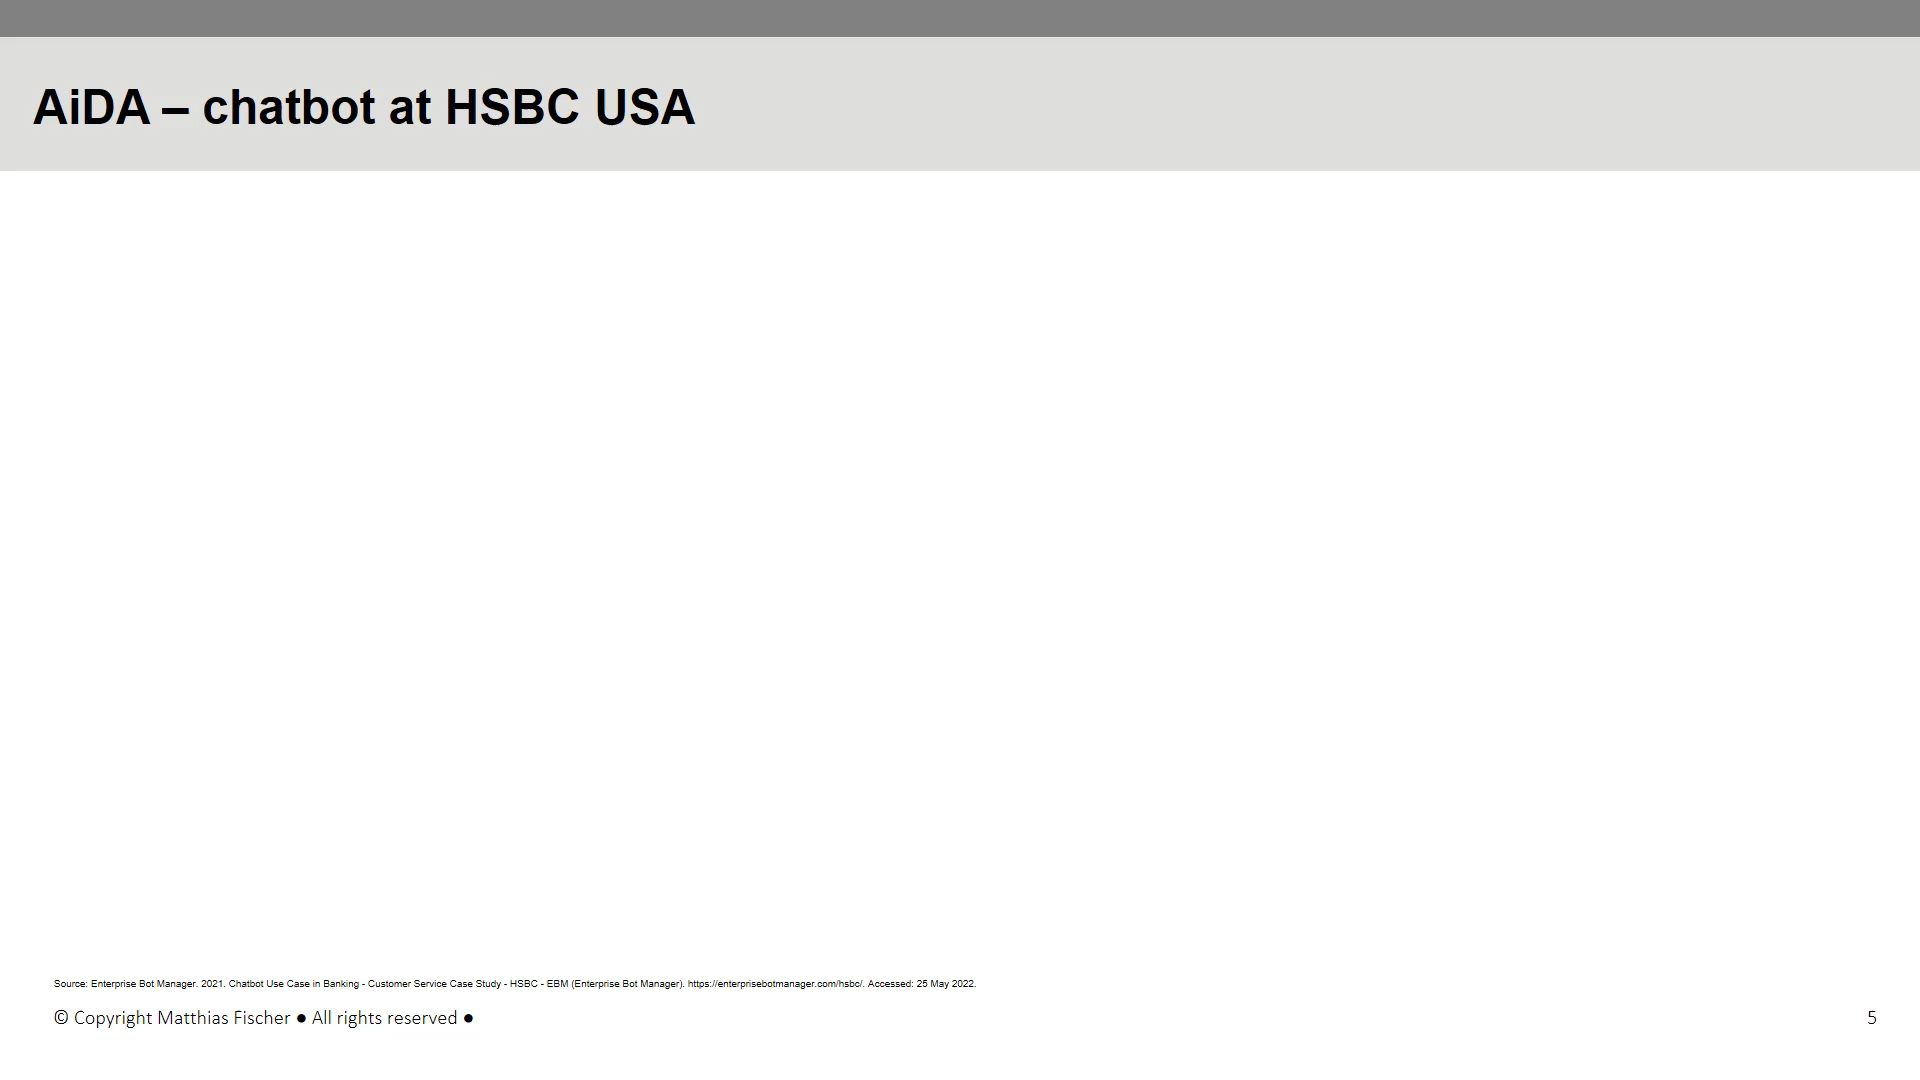 AiDA – chatbot at HSBC USA
Source: Enterprise Bot Manager. 2021. Chatbot Use Case in Banking - Customer Service Case Study - HSBC - EBM (Enterprise Bot Manager). https://enterprisebotmanager.com/hsbc/. Accessed: 25 May 2022.
© Copyright Matthias Fischer ● All rights reserved ●
5